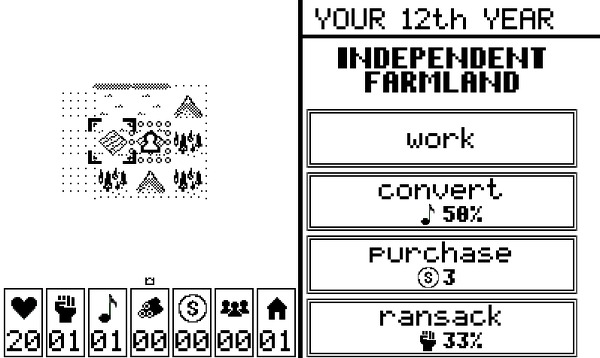 YOUR 12th YEAR
INDEPENDENT
FARMLAND
work
convert
50%
purchase
$ 3
ransack
33%
20 01 01 00 00 00 01